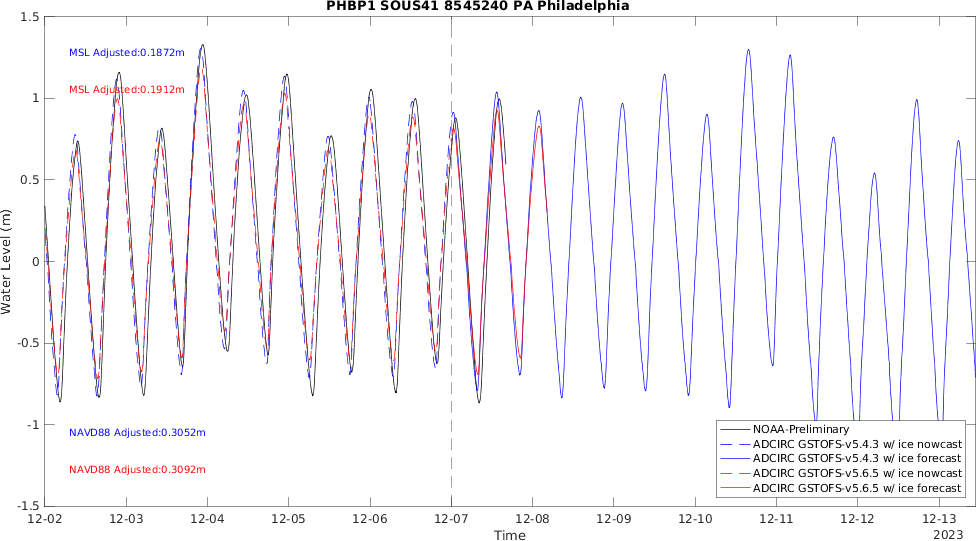 PHBP1 SOUS41 8545240 PA Philadelphia
1.5
1
0.5
0
-0.5
-1
-1.5
Water Level (m)
MSL Adjusted:0.1872m
MSL Adjusted:0.1912m
NAVD88 Adjusted:0.3052m
NAVD88 Adjusted:0.3092m
NOAA-Preliminary
ADCIRC GSTOFS-v5.4.3 w/ ice nowcast
ADCIRC GSTOFS-v5.4.3 w/ ice forecast
ADCIRC GSTOFS-v5.6.5 w/ ice nowcast
ADCIRC GSTOFS-v5.6.5 w/ ice forecast
12-02 12-03 12-04 12-05 12-06 12-07 12-08 12-09 12-10 12-11 12-12 12-13
Time
2023